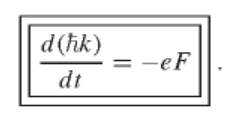 d(ħk)/dt = −eF .